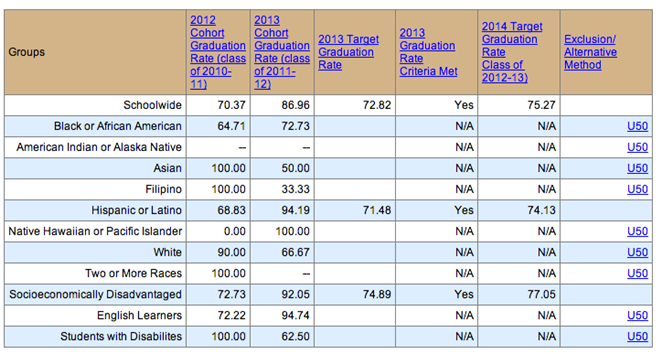 Groups
2012
Cohort
Graduation
Rate (class
of 2010-
11)
2013
Cohort
Graduation
Rate (class
of 2011-
12)
2013 Target
Graduation
Rate
2013
Graduation
Rate
Criteria Met
2014 Target
Graduation
Rate
Class of
2012-13)
Exclusion/
Alternative
Method
Schoolwide 70.37 86.96 72.82 Yes 75.27
Black or African American 64.71 72.73 N/A N/A U50
American Indian or Alaska Native -- -- N/A N/A U50
Asian 100.00 50.00 N/A N/A U50
Filipino 100.00 33.33 N/A N/A U50
Hispanic or Latino 68.83 94.19 71.48 Yes 74.13
Native Hawaiian or Pacific Islander 0.00 100.00 N/A N/A U50
White 90.00 66.67 N/A N/A U50
Two or More Races 100.00 -- N/A N/A U50
Socioeconomically Disadvantaged 72.73 92.05 74.89 Yes 77.05
English Learners 72.22 94.74 N/A N/A U50
Students with Disabilites 100.00 62.50 N/A N/A U50